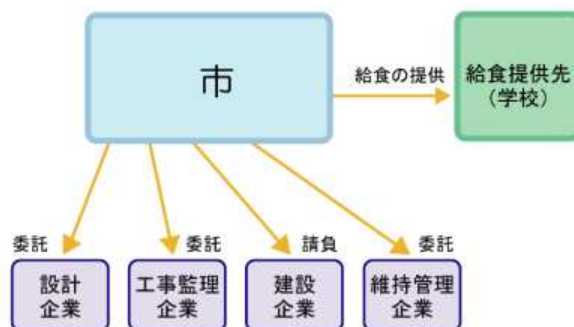 市
給食の提供
給食提供先
（学校）
委託
委託
請負
委託
設計
企業
工事監理
企業
建設
企業
維持管理
企業